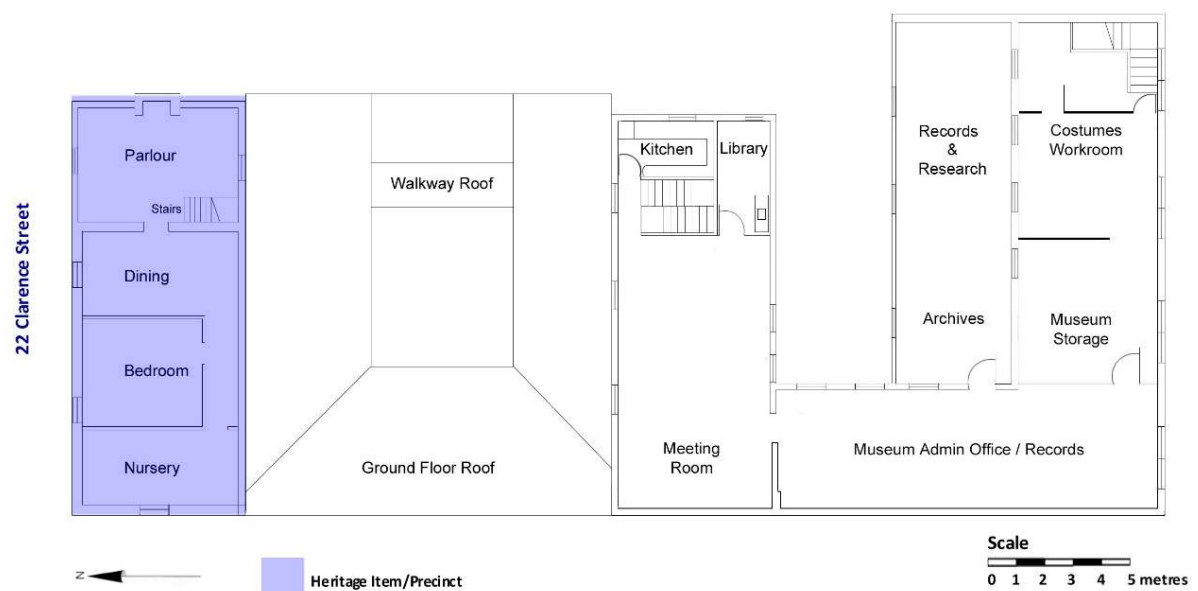 22 Clarence Street
Parlour
Stairs
Dining
Bedroom
Nursery
Walkway Roof
Ground Floor Roof
Kitchen
Library
Meeting
Room
Records
&
Research
Archives
Costumes
Workroom
Museum
Storage
Museum Admin Office / Records
N
Heritage Item/Precinct
Scale
0 1 2 3 4 5 metres